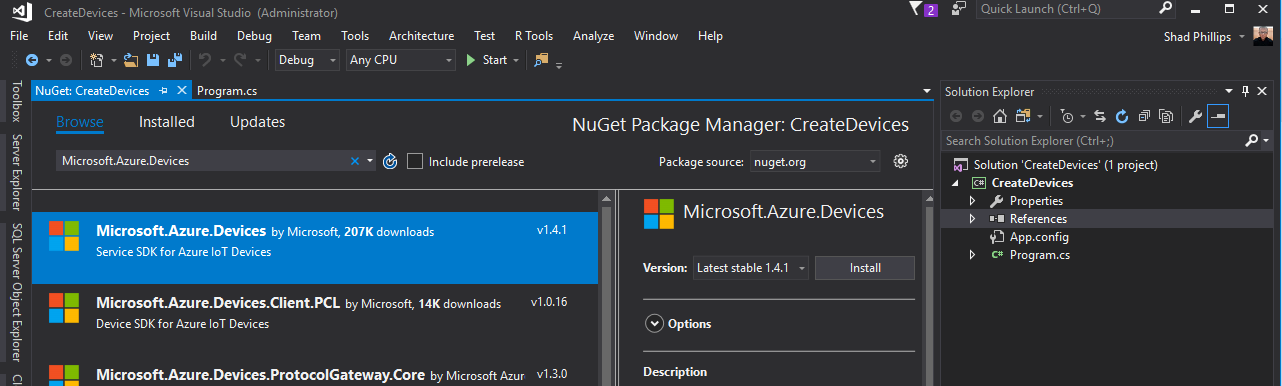 CreateDevices - Microsoft Visual Studio (Administrator)
2
Quick Launch (Ctrl+Q)
File Edit View Project Build Debug Team Tools Architecture Test R Tools Analyze Window Help
Shad Phillips
Debug Any CPU Start
Toolbox
Server Explorer
SQL Server Object Explorer
NuGet: CreateDevices Program.cs
Browse Installed Updates
NuGet Package Manager: CreateDevices
Microsoft.Azure.Devices
Include prerelease
Package source: nuget.org
Microsoft.Azure.Devices by Microsoft, 207K downloads v1.4.1
Service SDK for Azure IoT Devices
Microsoft.Azure.Devices.Client.PCL by Microsoft, 14K downloads v1.0.16
Device SDK for Azure IoT Devices
Microsoft.Azure.Devices.ProtocolGateway.Core by Microsoft Azur v1.3.0
Microsoft.Azure.Devices
Version: Latest stable 1.4.1 Install
Options
Description
Solution Explorer
Search Solution Explorer (Ctrl+;)
Solution 'CreateDevices' (1 project)
C# CreateDevices
Properties
References
App.config
C# Program.cs